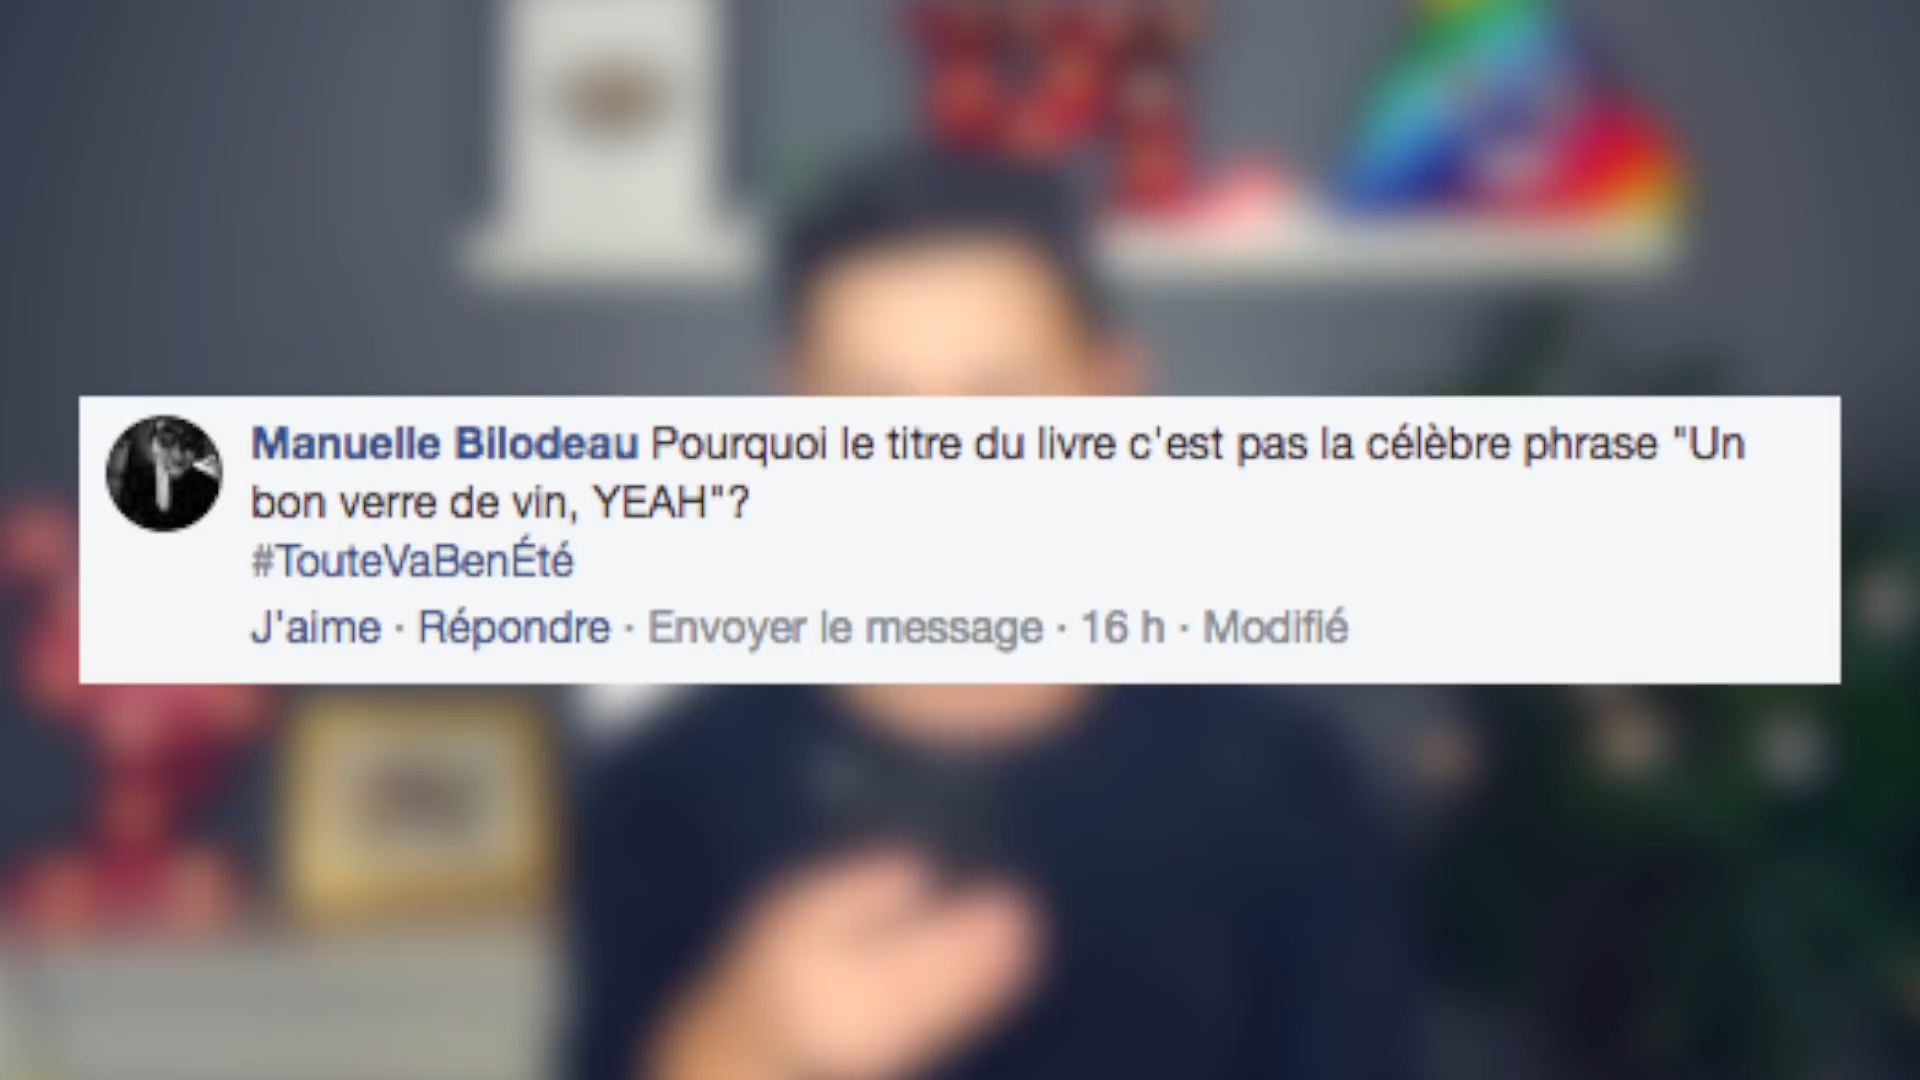 Manuelle Bilodeau Pourquoi le titre du livre c'est pas la célèbre phrase "Un
bon verre de vin, YEAH"?
#TouteVaBenÉté
J'aime · Répondre · Envoyer le message · 16 h · Modifié